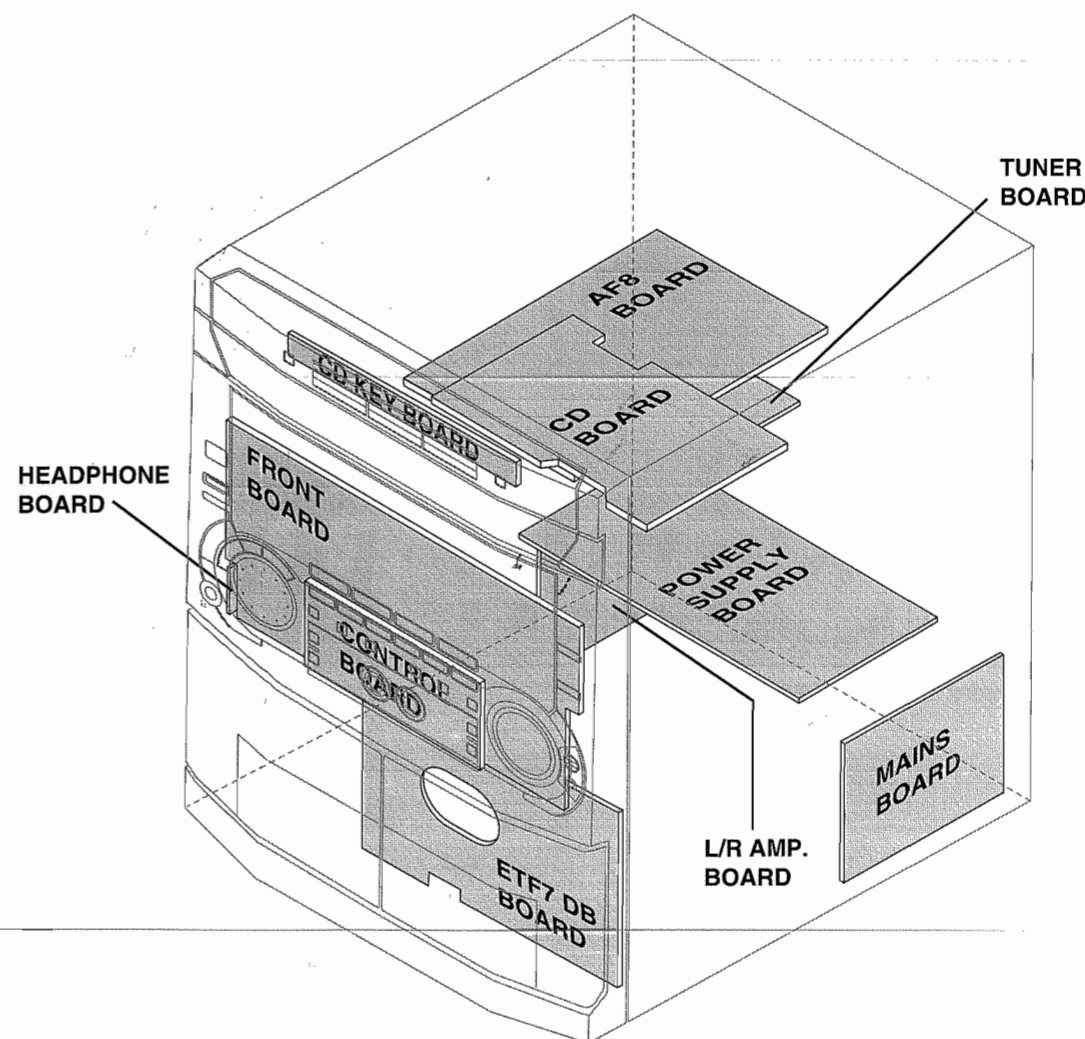 TUNER
BOARD
AF8
BOARD
CD KEY BOARD
CD
BOARD
FRONT
BOARD
HEADPHONE
BOARD
POWER
SUPPLY
BOARD
CONTROL
BOARD
MAINS
BOARD
L/R AMP.
BOARD
ETF7 DB
BOARD